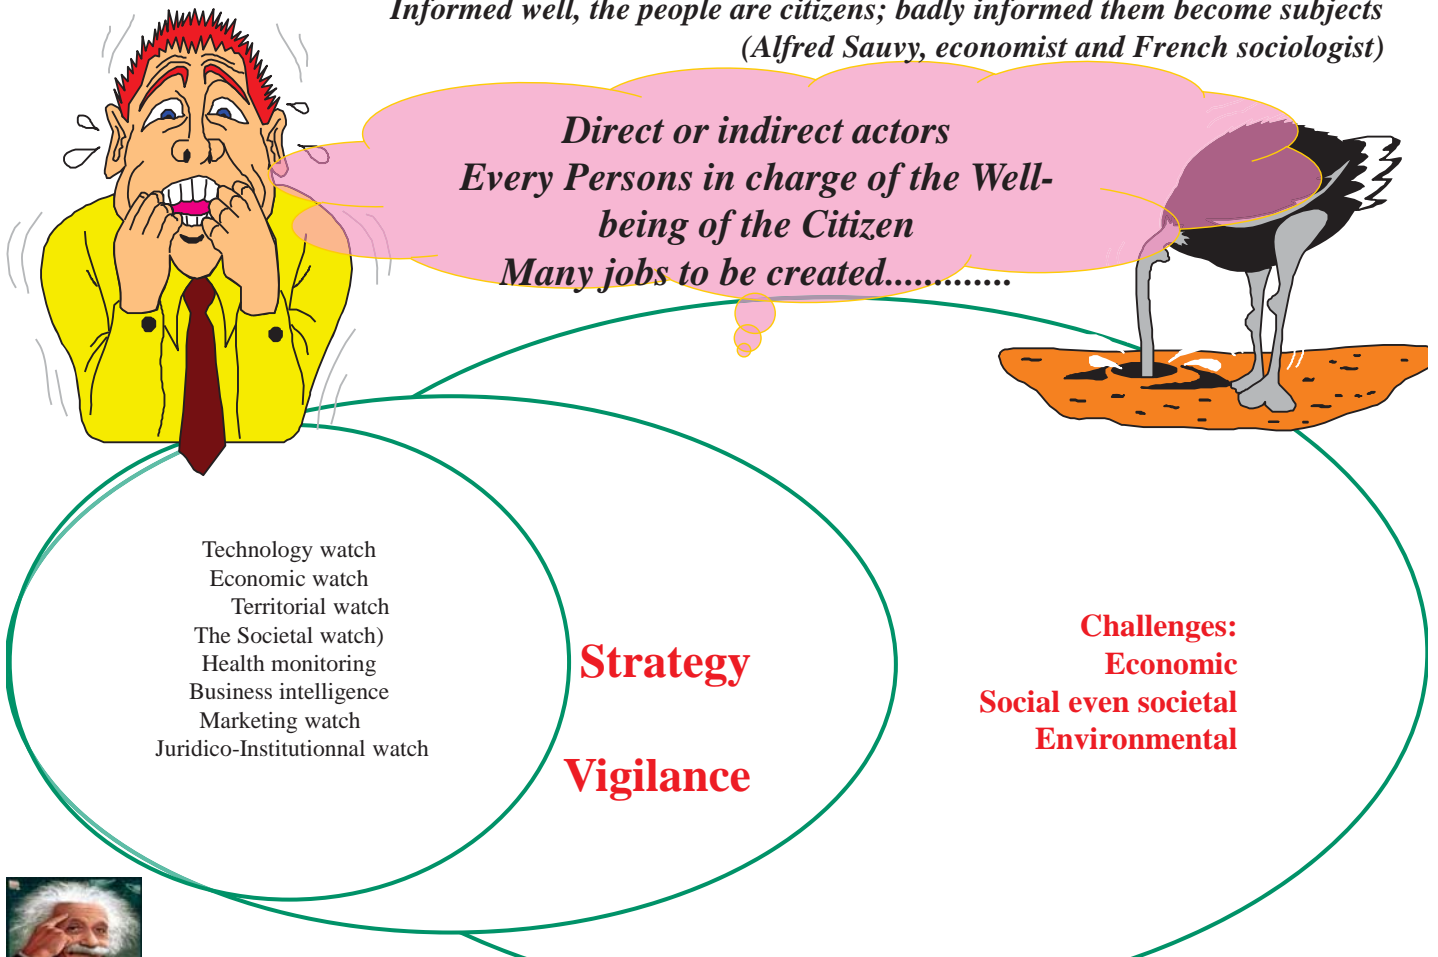 Informed well, the people are citizens; badly informed them become subjects
(Alfred Sauvy, economist and French sociologist)
Direct or indirect actors
Every Persons in charge of the Well-
being of the Citizen
Many jobs to be created.............
Technology watch
Economic watch
Territorial watch
The Societal watch)
Health monitoring
Business intelligence
Marketing watch
Juridico-Institutionnal watch
Strategy
Vigilance
Challenges:
Economic
Social even societal
Environmental